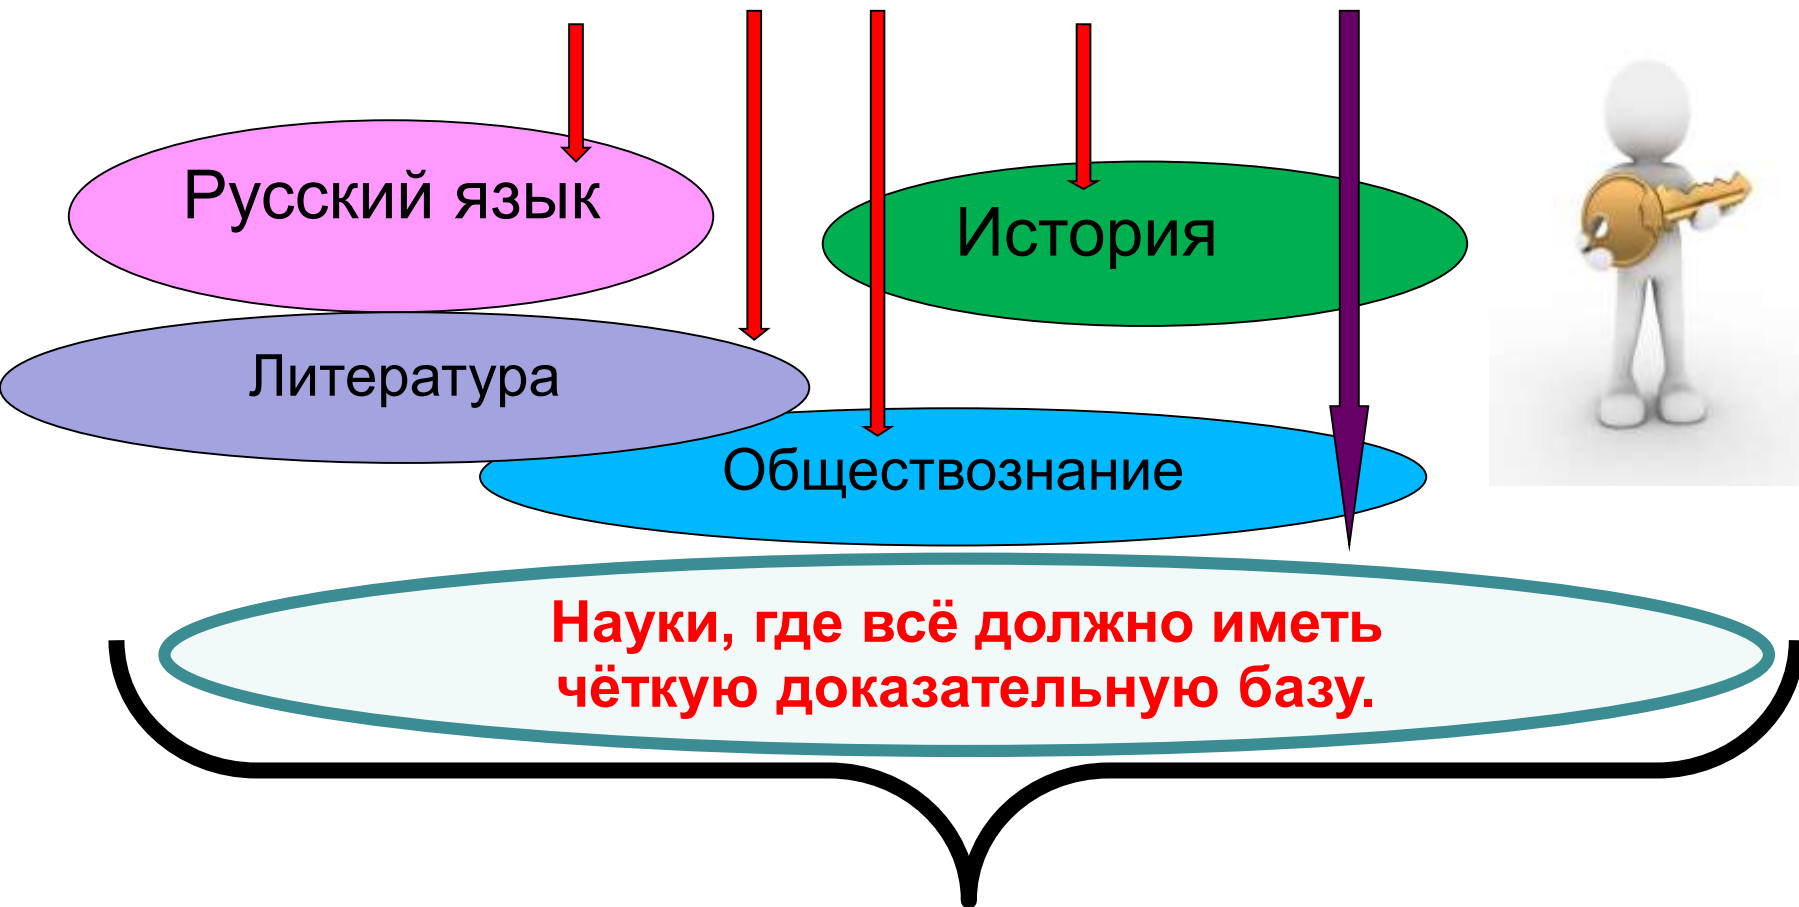 Русский язык
История
Литература
Обществознание
Науки, где всё должно иметь
чёткую доказательную базу.